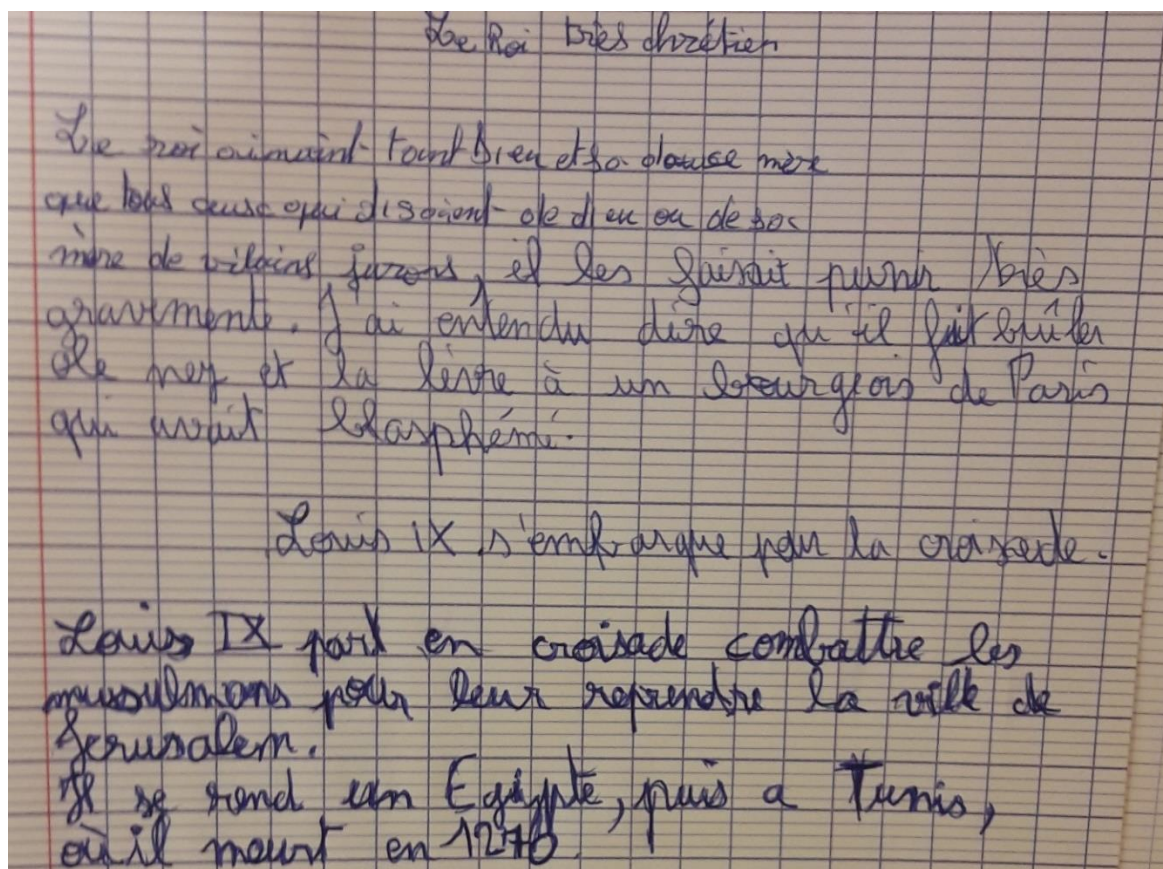 Le Roi très chrétien
Le roi aimaint tant Dieu et sa douce mère
que tous ceuse qui disaient de dieu ou de sa
mère de vilains jurons, il les faisait punir très
gravement. J'ai entendu dire qu'il fait brûler
le nez et la lèvre à un bourgeois de Paris
qui avait blasphémé.
Louis IX s'embarque pour la croisade.
Louis IX part en croisade combattre les
musulmans pour leur reprendre la ville de
Jerusalem.
Il se rend en Egypte, puis a Tunis,
où il meurt en 1270.